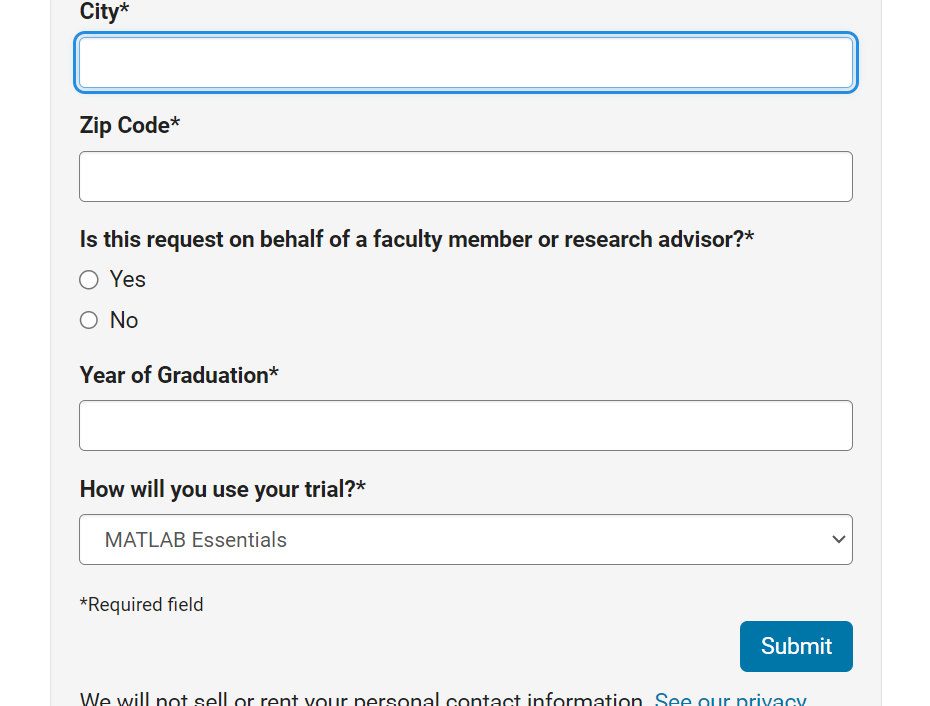 City*
Zip Code*
Is this request on behalf of a faculty member or research advisor?*
Yes
No
Year of Graduation*
How will you use your trial?*
MATLAB Essentials
*Required field
Submit
We will not sell or rent your personal contact information. See our privacy